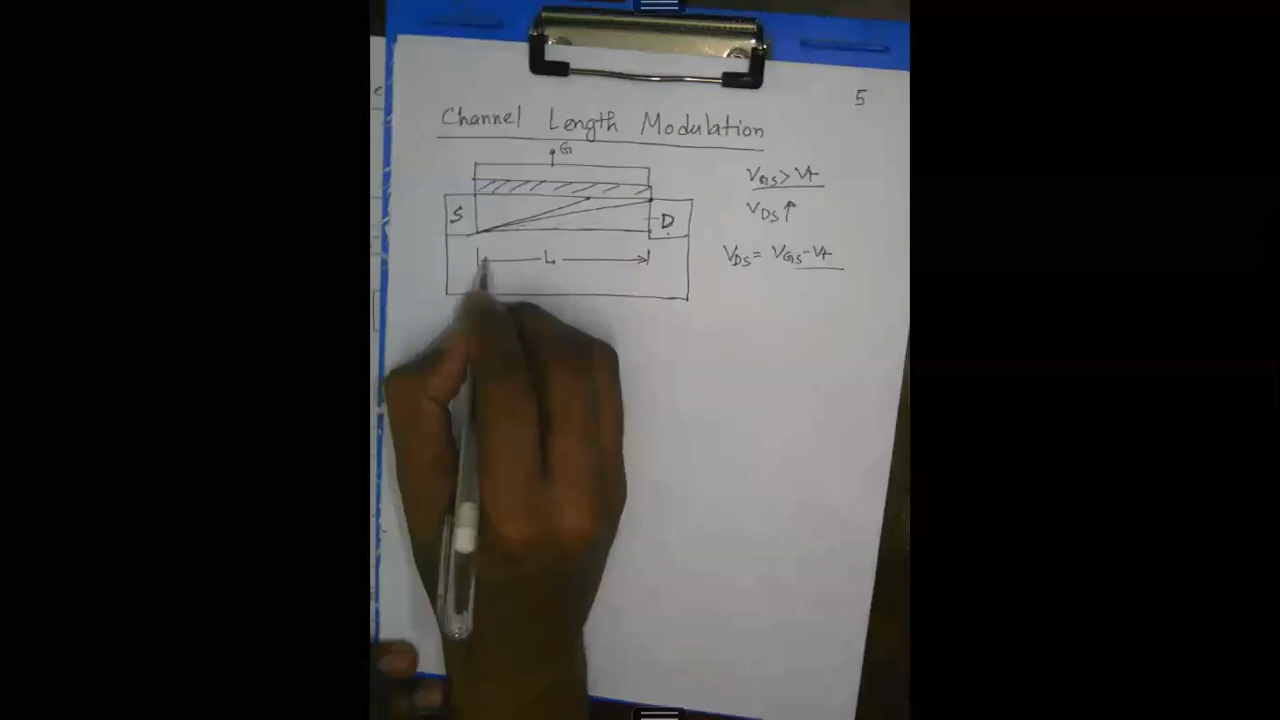 5
Channel Length Modulation
G
VGS > Vt
S
D
VDS ↑
L
VDS = VGS - Vt